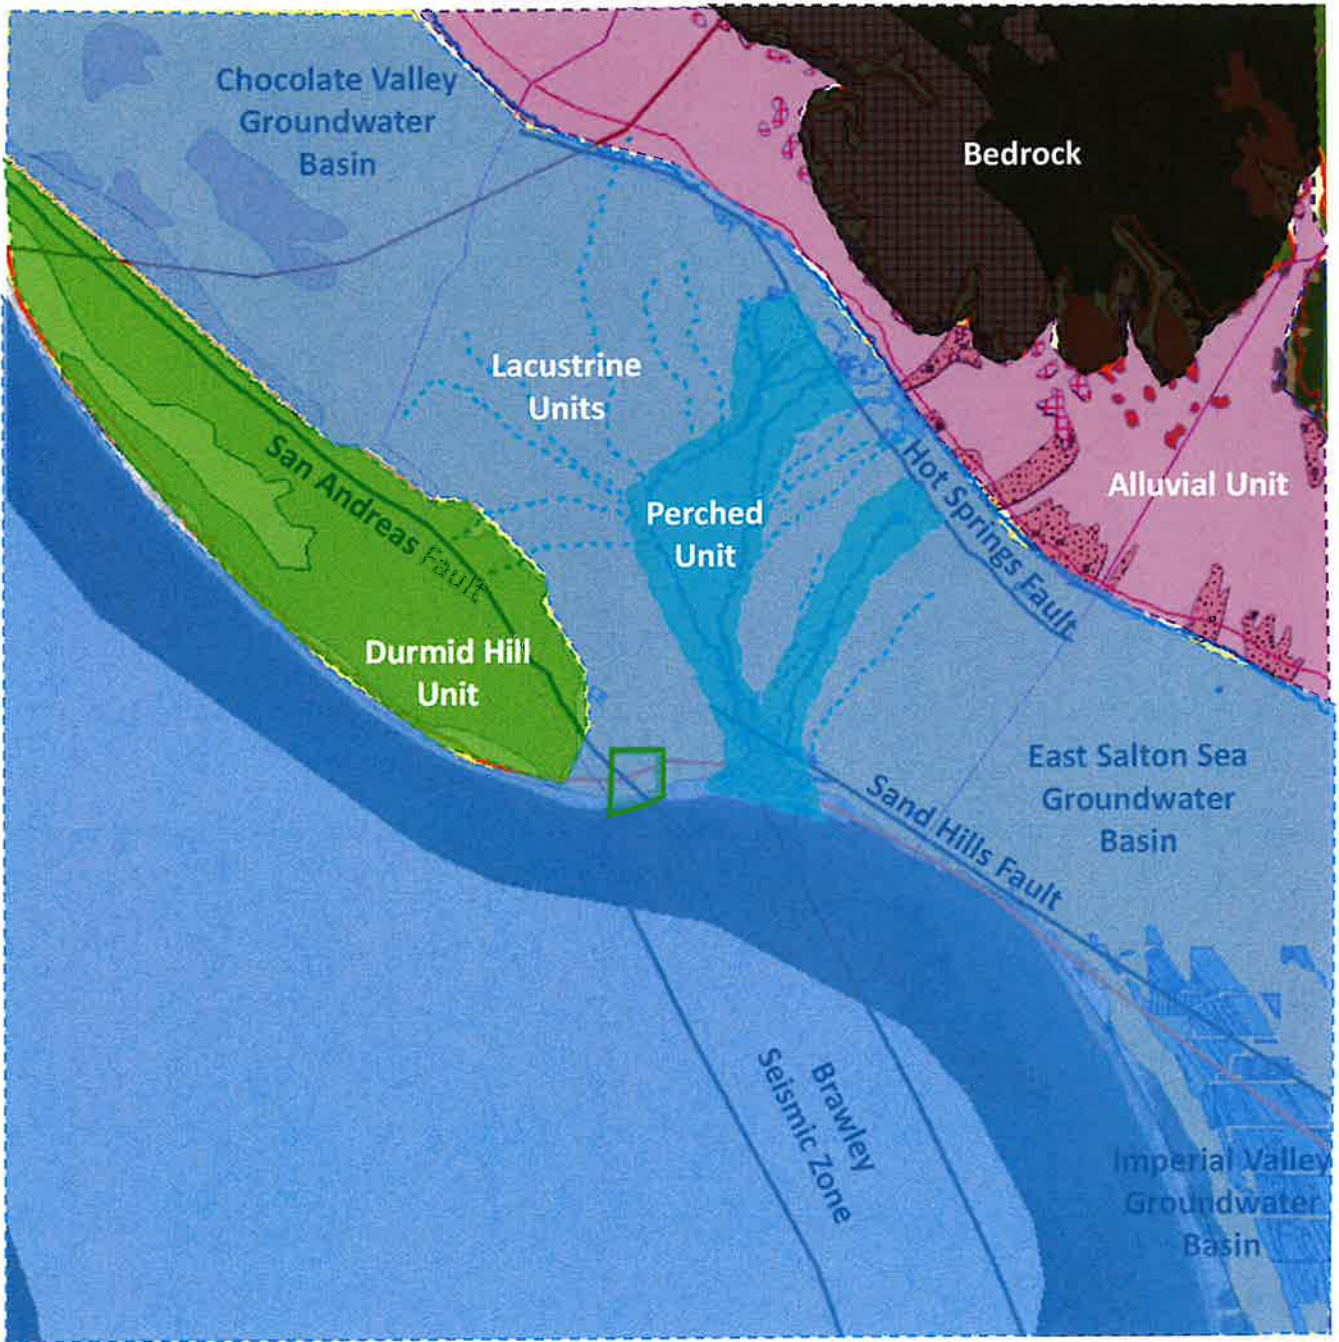 Chocolate Valley
Groundwater
Basin
Bedrock
Lacustrine
Units
San Andreas Fault
Perched
Unit
Hot Springs Fault
Alluvial Unit
Durmid Hill
Unit
East Salton Sea
Groundwater
Basin
Sand Hills Fault
Brawley
Seismic Zone
Imperial Valley
Groundwater
Basin